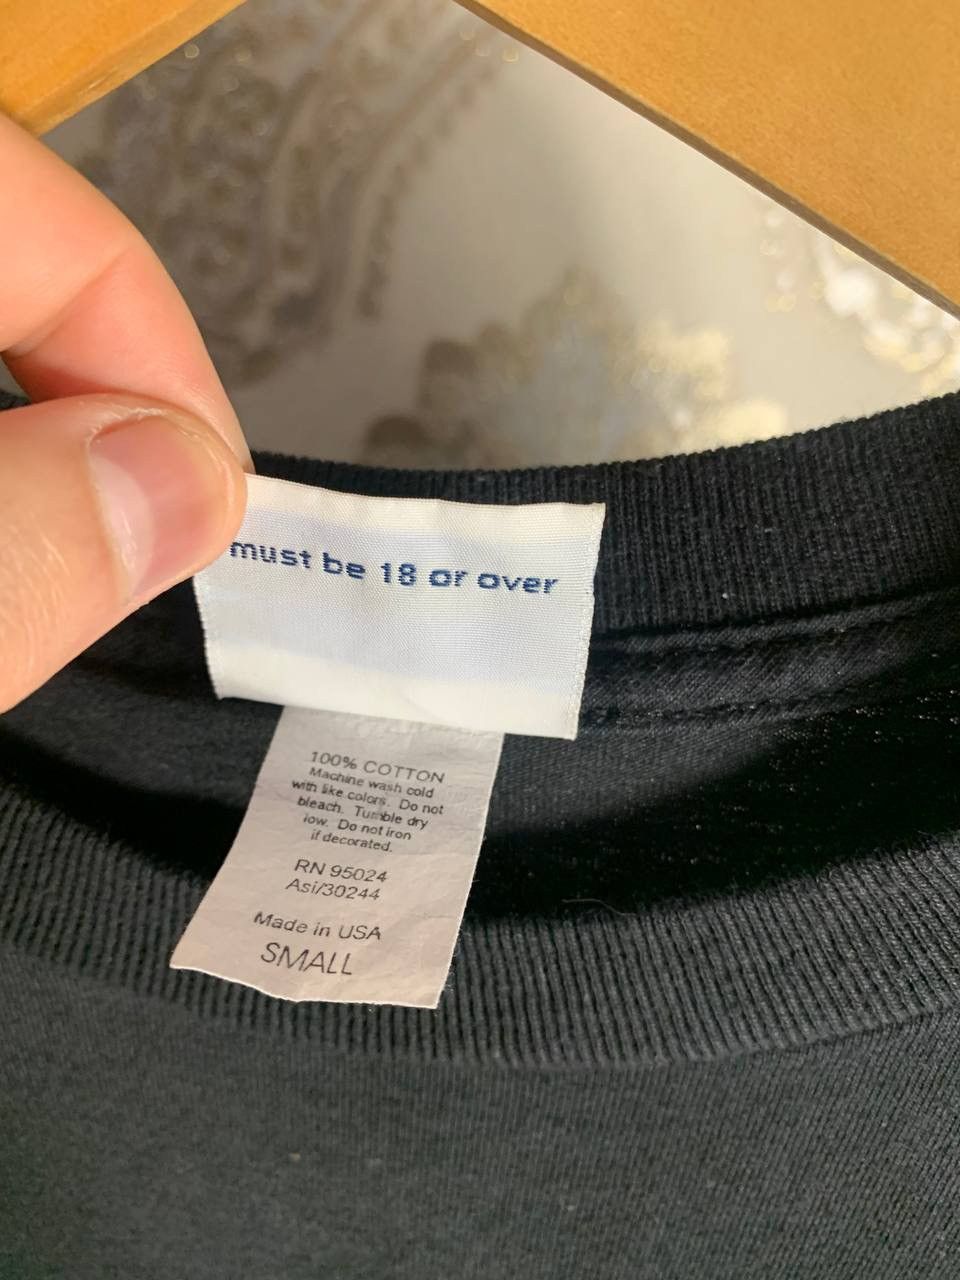 must be 18 or over
100% COTTON
Machine wash cold
with like colors. Do not
bleach. Tumble dry
low. Do not iron
if decorated.
RN 95024
Asi/30244
Made in USA
SMALL